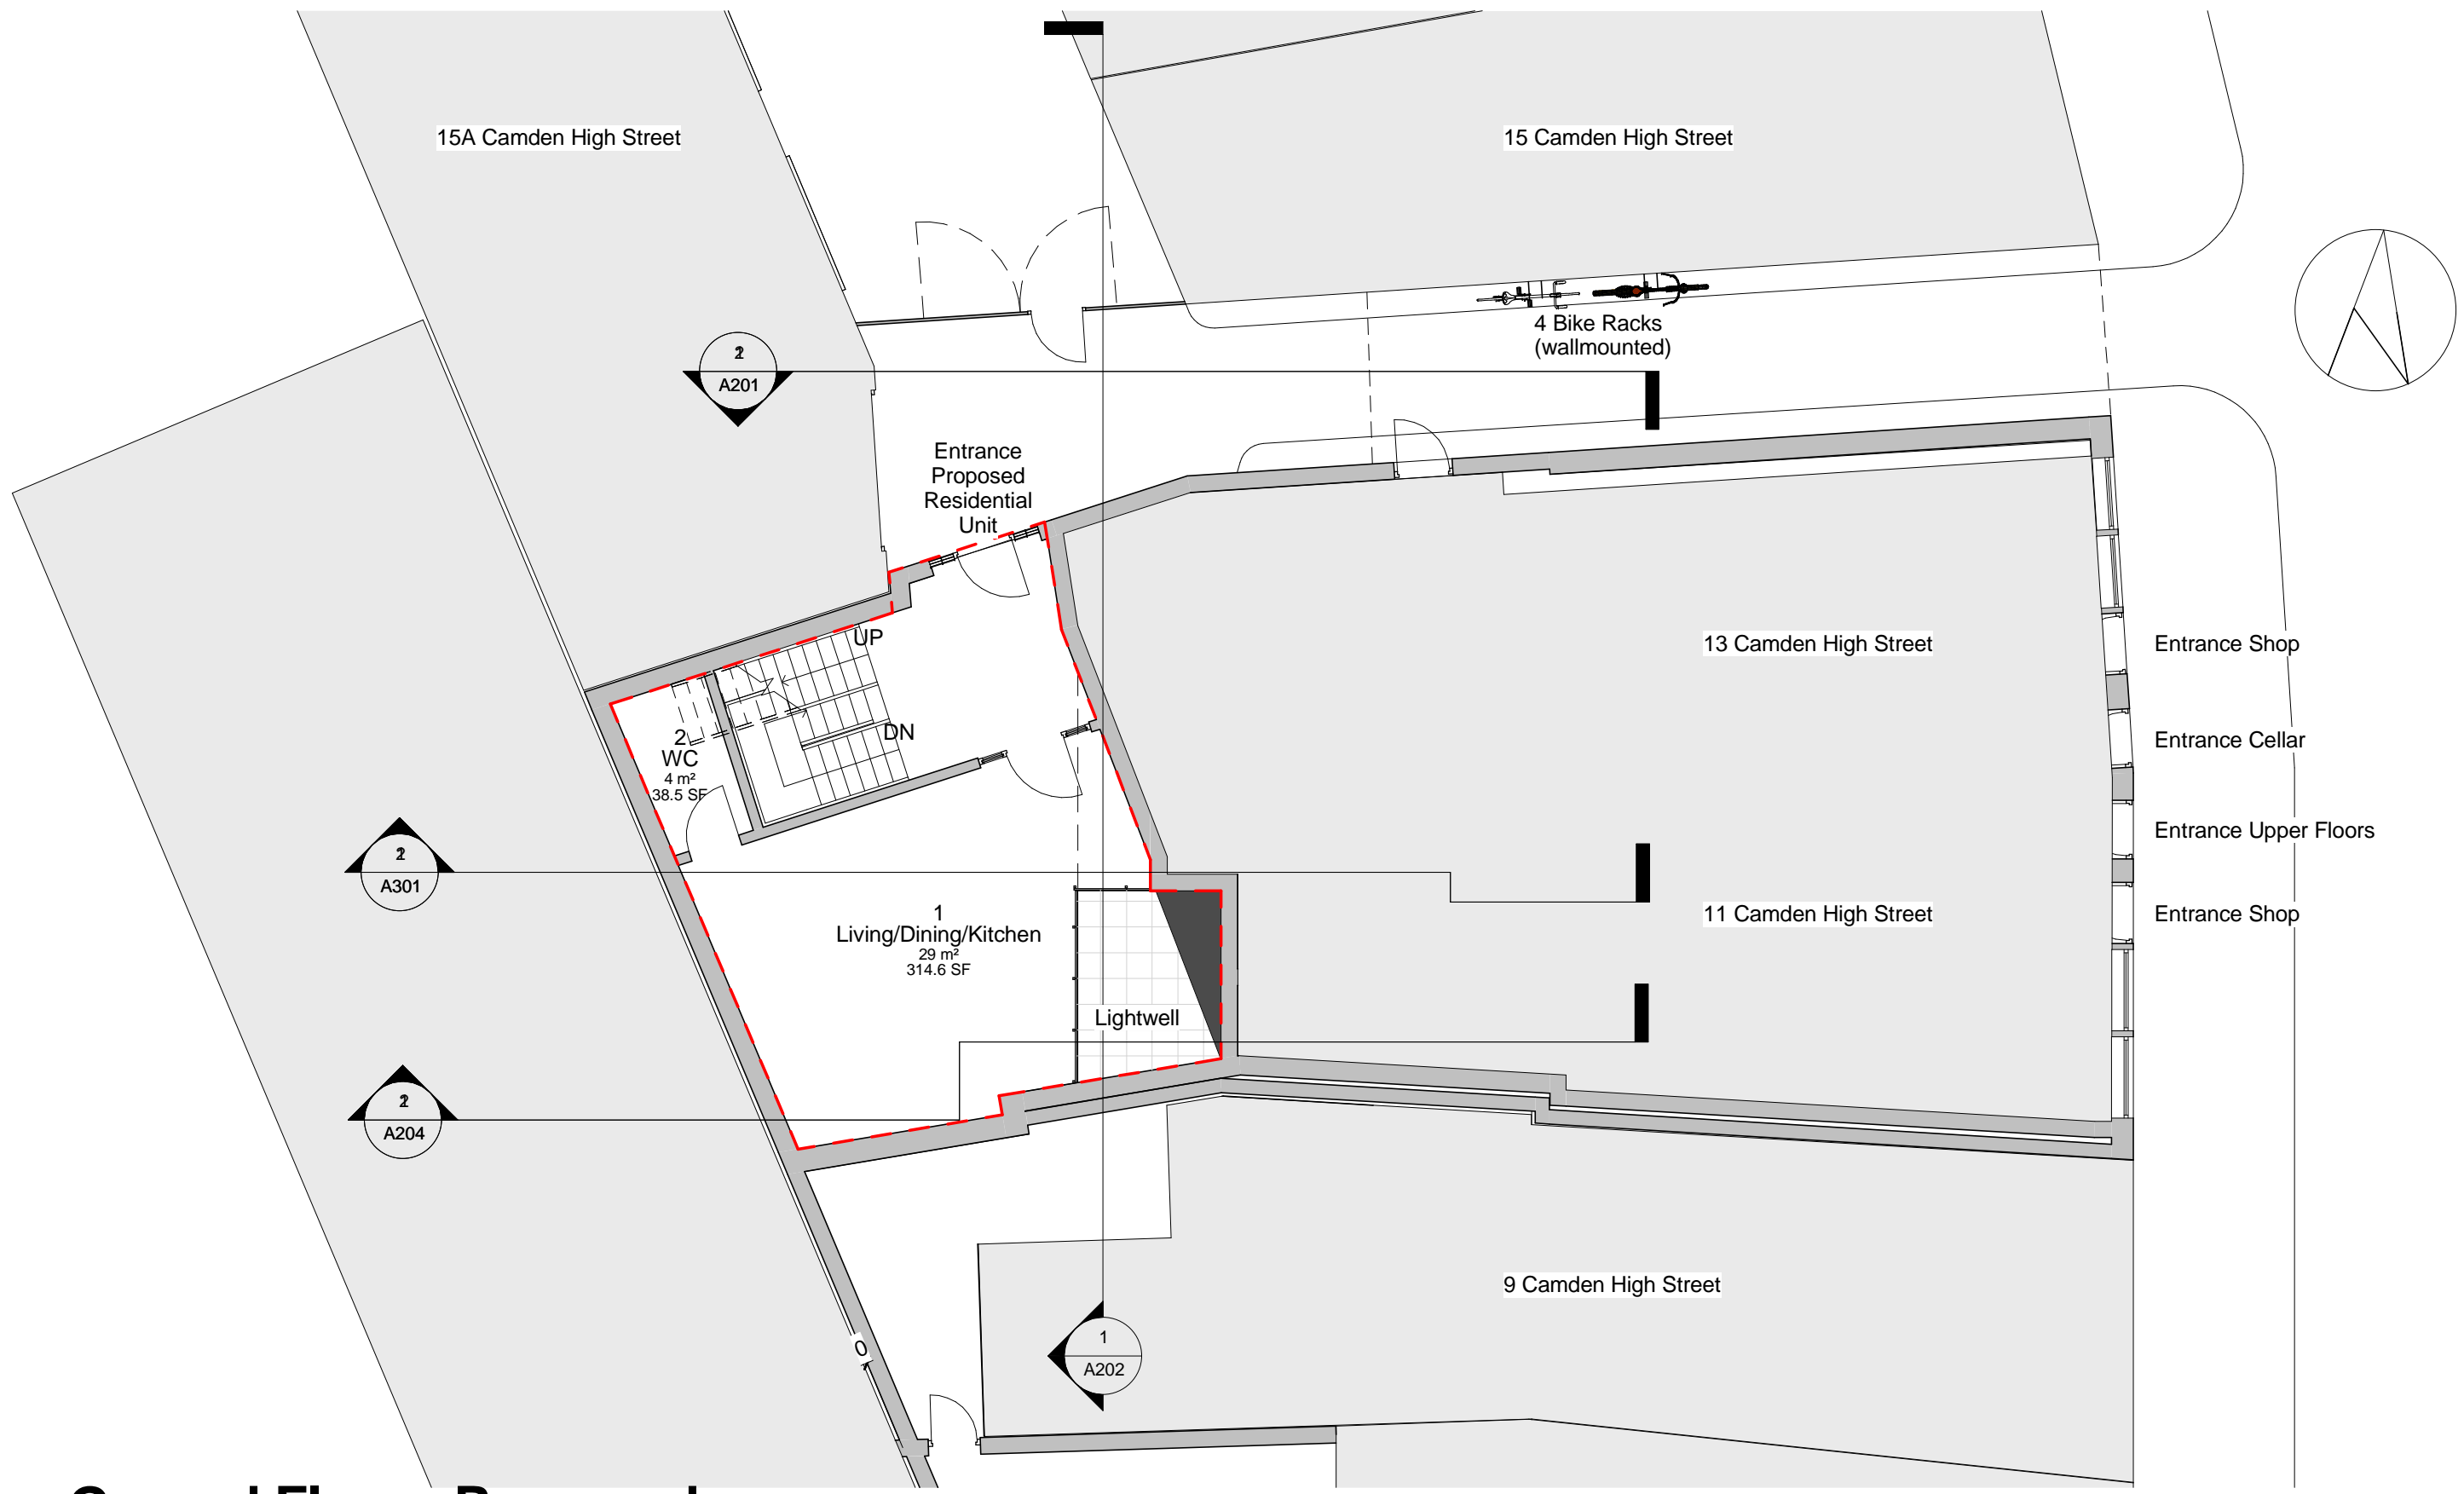 15A Camden High Street
15 Camden High Street
4 Bike Racks
(wallmounted)
A201
Entrance
Proposed
Residential
Unit
UP
13 Camden High Street
Entrance Shop
DN
2
WC
4 m²
38.5 SF
Entrance Cellar
Entrance Upper Floors
A301
1
Living/Dining/Kitchen
29 m²
314.6 SF
11 Camden High Street
Entrance Shop
Lightwell
A204
9 Camden High Street
1
A202
0